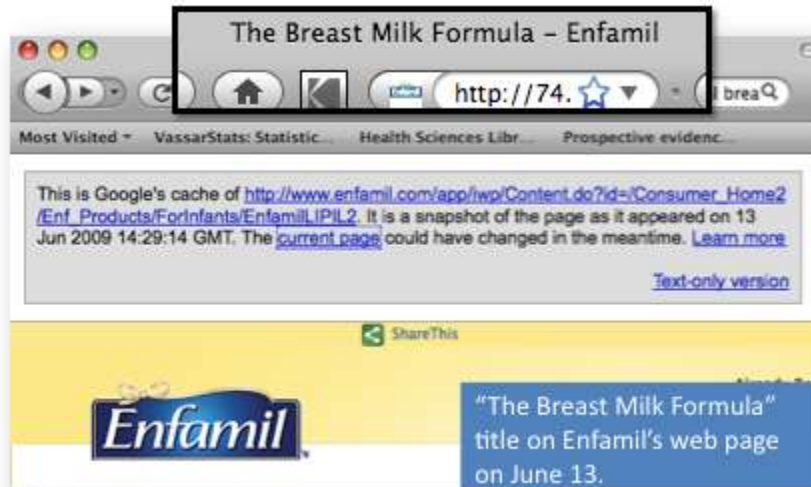 The Breast Milk Formula – Enfamil
http://74.
l brea
Most Visited
VassarStats: Statistic...
Health Sciences Libr...
Prospective evidenc...
This is Google's cache of http://www.enfamil.com/app/iwp/Content.do?id=/Consumer_Home2
/Enf_Products/ForInfants/EnfamilLIPIL2. It is a snapshot of the page as it appeared on 13
Jun 2009 14:29:14 GMT. The current page could have changed in the meantime. Learn more
Text-only version
ShareThis
Enfamil
“The Breast Milk Formula”
title on Enfamil’s web page
on June 13.